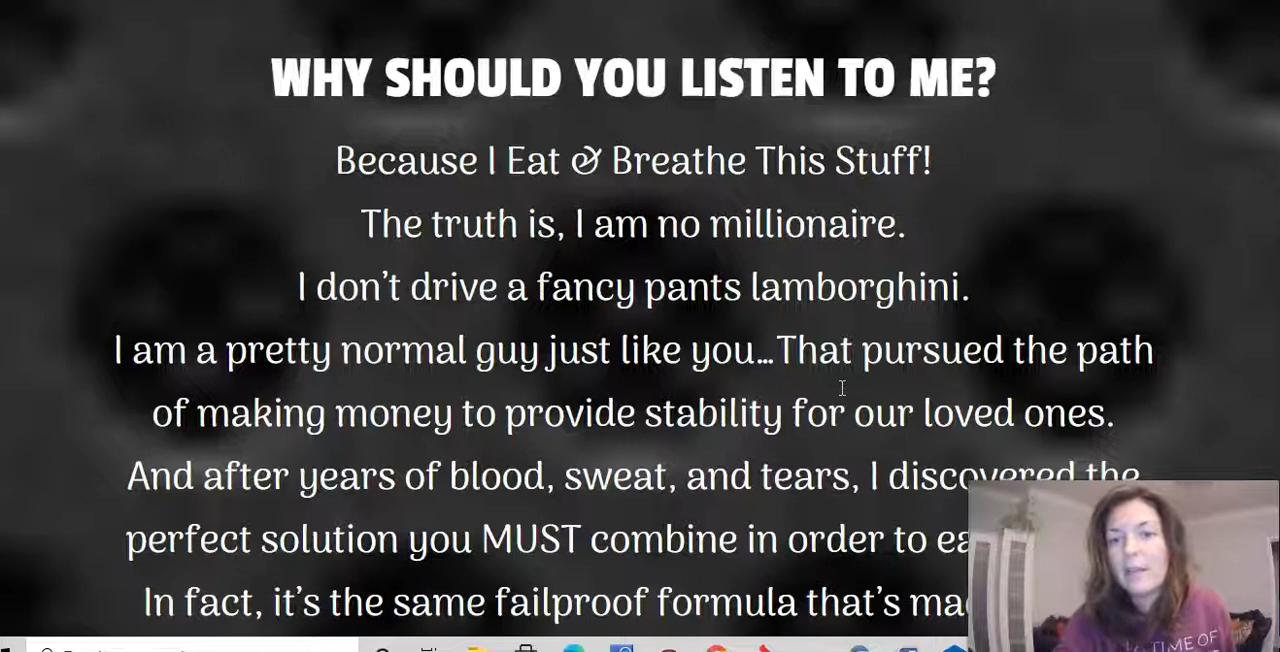 WHY SHOULD YOU LISTEN TO ME?
Because I Eat & Breathe This Stuff!
The truth is, I am no millionaire.
I don't drive a fancy pants lamborghini.
I am a pretty normal guy just like you...That pursued the path
of making money to provide stability for our loved ones.
And after years of blood, sweat, and tears, I discovered the
perfect solution you MUST combine in order to
In fact, it's the same failproof formula that's
TIME OF